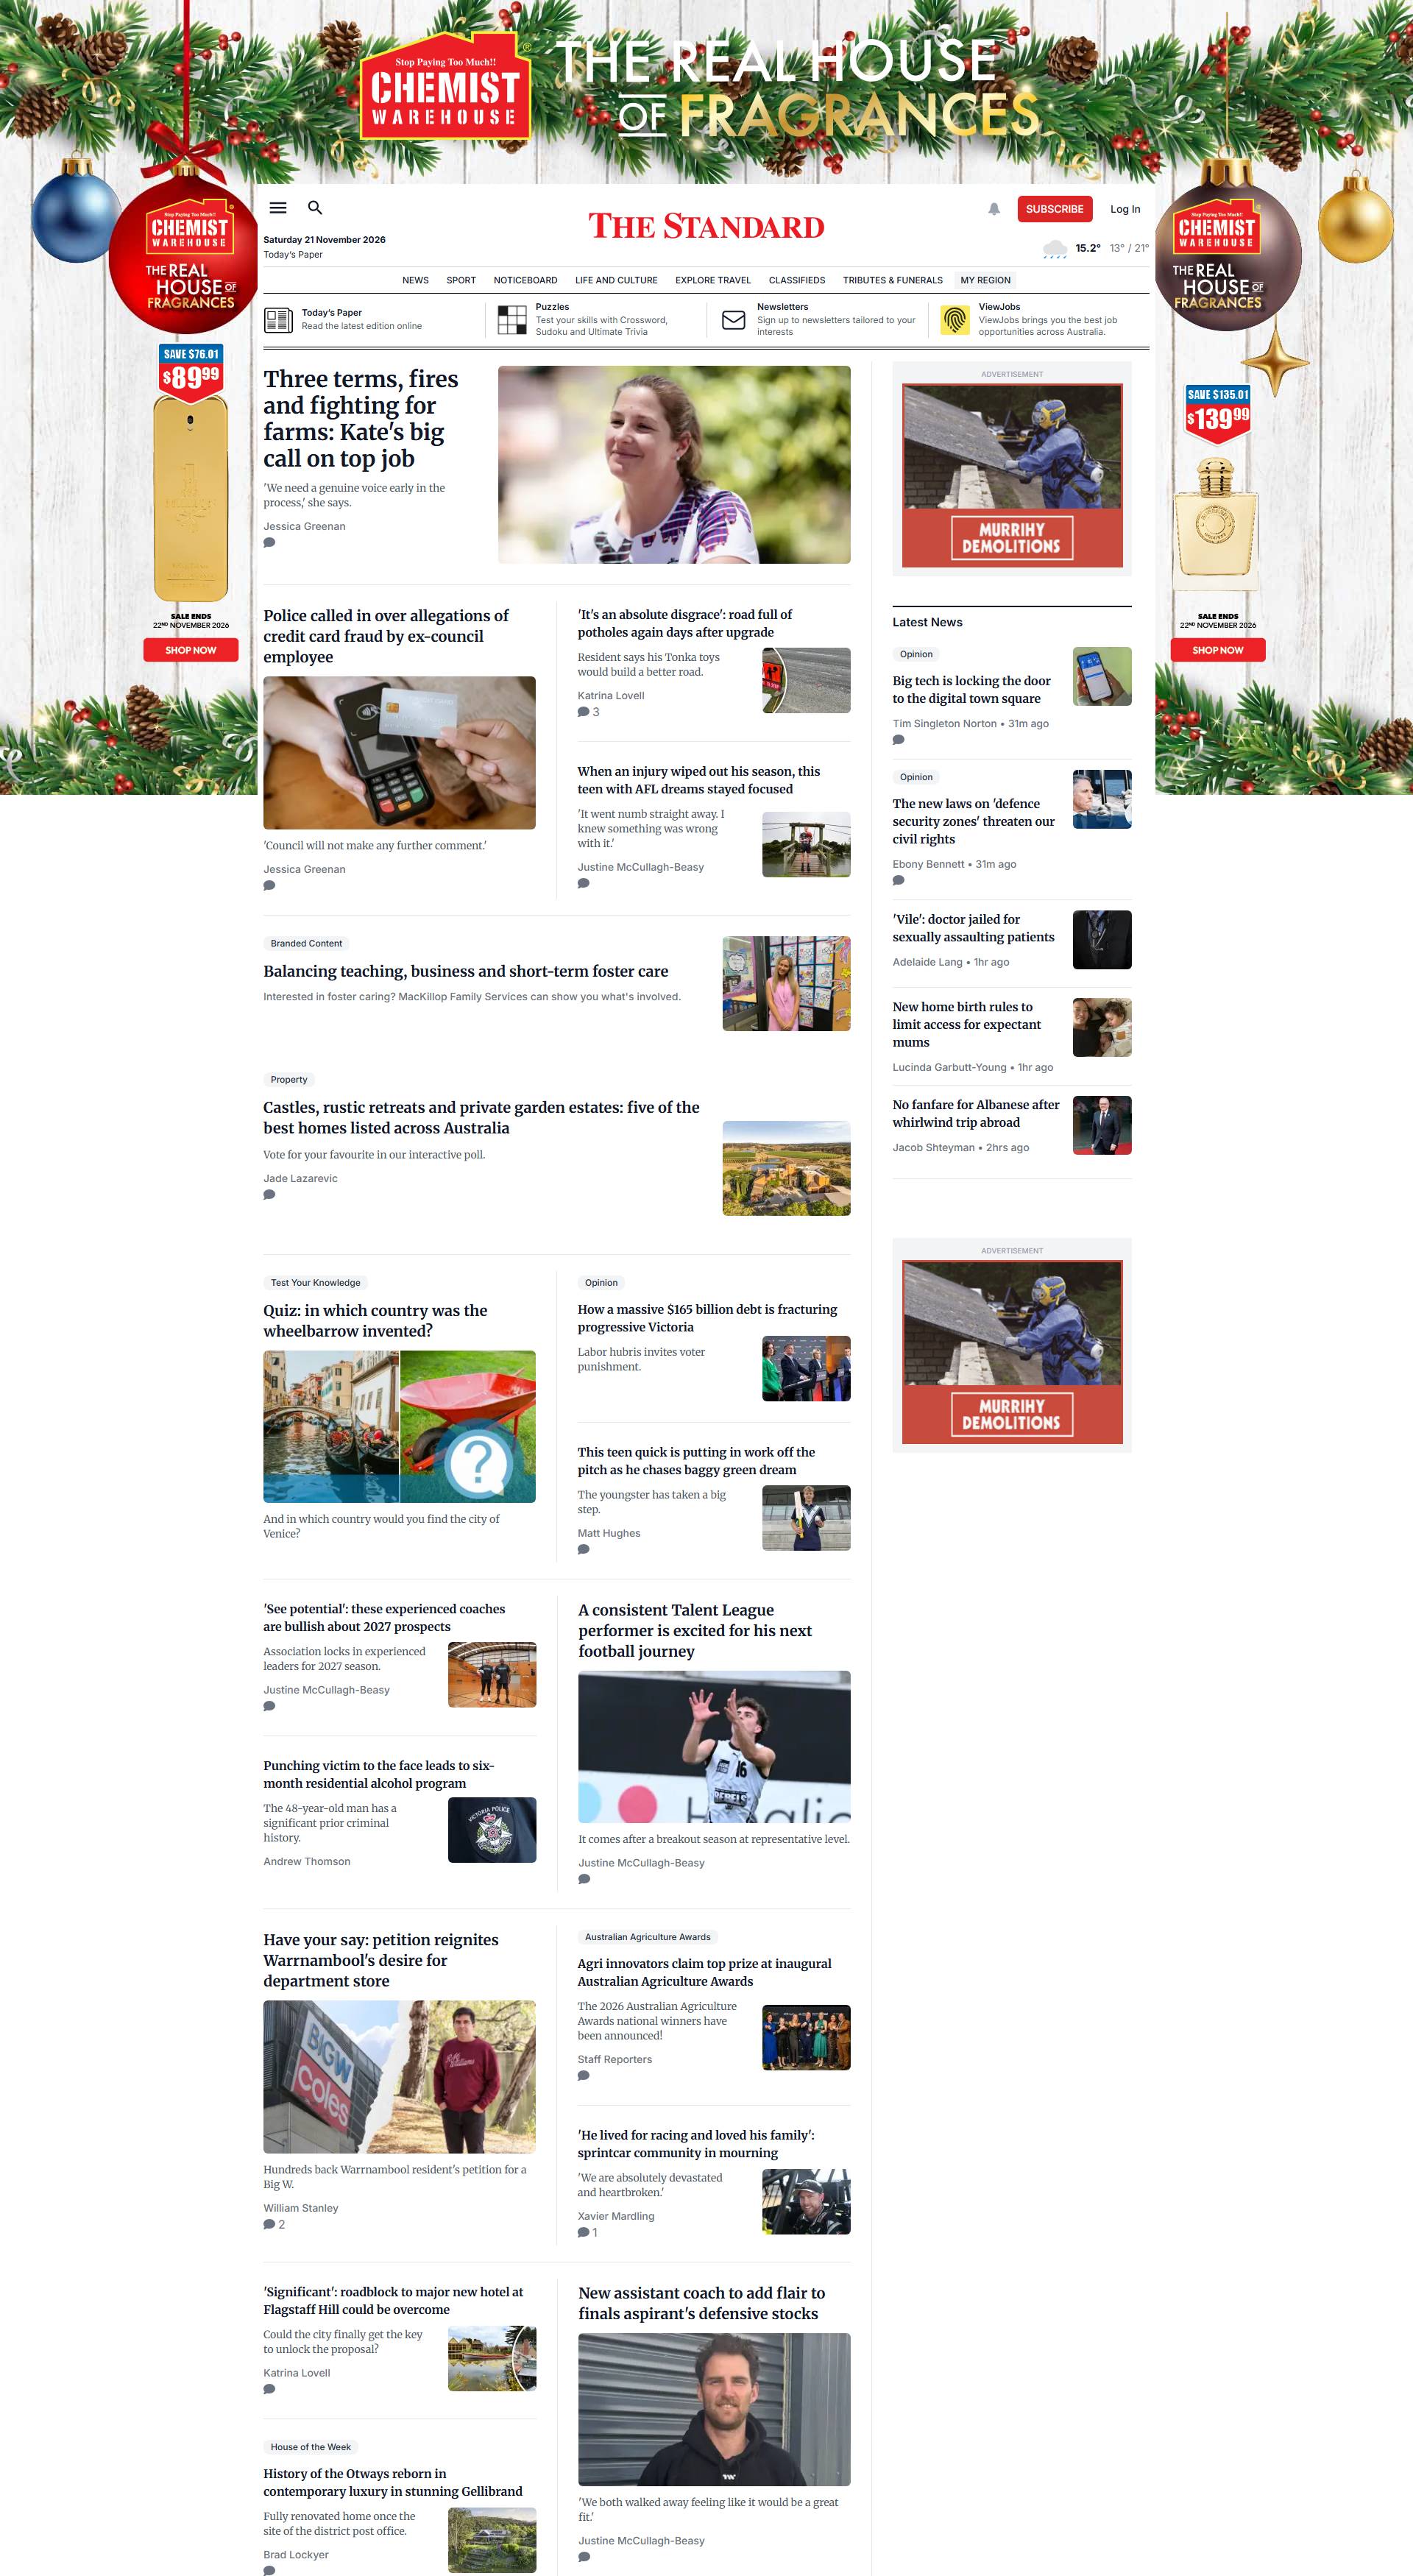 Stop Paying Too Much!!
CHEMIST
WAREHOUSE
®
THE REAL HOUSE
OF FRAGRANCES
Stop Paying Too Much!!
CHEMIST
WAREHOUSE
THE REAL
HOUSE OF
FRAGRANCES
SAVE $76.01
$89.99
SALE ENDS
22ND NOVEMBER 2026
SHOP NOW
Stop Paying Too Much!!
CHEMIST
WAREHOUSE
THE REAL
HOUSE OF
FRAGRANCES
SAVE $135.01
$139.99
SALE ENDS
22ND NOVEMBER 2026
SHOP NOW
THE STANDARD
SUBSCRIBE
Log In
Saturday 21 November 2026
Today's Paper
15.2° 13° / 21°
NEWS SPORT NOTICEBOARD LIFE AND CULTURE EXPLORE TRAVEL CLASSIFIEDS TRIBUTES & FUNERALS MY REGION
Today's Paper
Read the latest edition online
Puzzles
Test your skills with Crossword,
Sudoku and Ultimate Trivia
Newsletters
Sign up to newsletters tailored to your
interests
ViewJobs
ViewJobs brings you the best job
opportunities across Australia.
Three terms, fires
and fighting for
farms: Kate's big
call on top job
'We need a genuine voice early in the
process,' she says.
Jessica Greenan
Police called in over allegations of
credit card fraud by ex-council
employee
'Council will not make any further comment.'
Jessica Greenan
'It's an absolute disgrace': road full of
potholes again days after upgrade
Resident says his Tonka toys
would build a better road.
Katrina Lovell
3
When an injury wiped out his season, this
teen with AFL dreams stayed focused
'It went numb straight away. I
knew something was wrong
with it.'
Justine McCullagh-Beasy
Branded Content
Balancing teaching, business and short-term foster care
Interested in foster caring? MacKillop Family Services can show you what's involved.
Property
Castles, rustic retreats and private garden estates: five of the
best homes listed across Australia
Vote for your favourite in our interactive poll.
Jade Lazarevic
Test Your Knowledge
Quiz: in which country was the
wheelbarrow invented?
?
And in which country would you find the city of
Venice?
Opinion
How a massive $165 billion debt is fracturing
progressive Victoria
Labor hubris invites voter
punishment.
This teen quick is putting in work off the
pitch as he chases baggy green dream
The youngster has taken a big
step.
Matt Hughes
'See potential': these experienced coaches
are bullish about 2027 prospects
Association locks in experienced
leaders for 2027 season.
Justine McCullagh-Beasy
Punching victim to the face leads to six-
month residential alcohol program
The 48-year-old man has a
significant prior criminal
history.
Andrew Thomson
VICTORIA POLICE
A consistent Talent League
performer is excited for his next
football journey
16
REBELS
It comes after a breakout season at representative level.
Justine McCullagh-Beasy
Have your say: petition reignites
Warrnambool's desire for
department store
BIG W
coles
Hundreds back Warrnambool resident's petition for a
Big W.
William Stanley
2
Australian Agriculture Awards
Agri innovators claim top prize at inaugural
Australian Agriculture Awards
The 2026 Australian Agriculture
Awards national winners have
been announced!
Staff Reporters
'He lived for racing and loved his family':
sprintcar community in mourning
'We are absolutely devastated
and heartbroken.'
Xavier Mardling
1
'Significant': roadblock to major new hotel at
Flagstaff Hill could be overcome
Could the city finally get the key
to unlock the proposal?
Katrina Lovell
House of the Week
History of the Otways reborn in
contemporary luxury in stunning Gellibrand
Fully renovated home once the
site of the district post office.
Brad Lockyer
New assistant coach to add flair to
finals aspirant's defensive stocks
'We both walked away feeling like it would be a great
fit.'
Justine McCullagh-Beasy
ADVERTISEMENT
MURRIHY
DEMOLITIONS
Latest News
Opinion
Big tech is locking the door
to the digital town square
Tim Singleton Norton • 31m ago
Opinion
The new laws on 'defence
security zones' threaten our
civil rights
Ebony Bennett • 31m ago
'Vile': doctor jailed for
sexually assaulting patients
Adelaide Lang • 1hr ago
New home birth rules to
limit access for expectant
mums
Lucinda Garbutt-Young • 1hr ago
No fanfare for Albanese after
whirlwind trip abroad
Jacob Shteyman • 2hrs ago
ADVERTISEMENT
MURRIHY
DEMOLITIONS